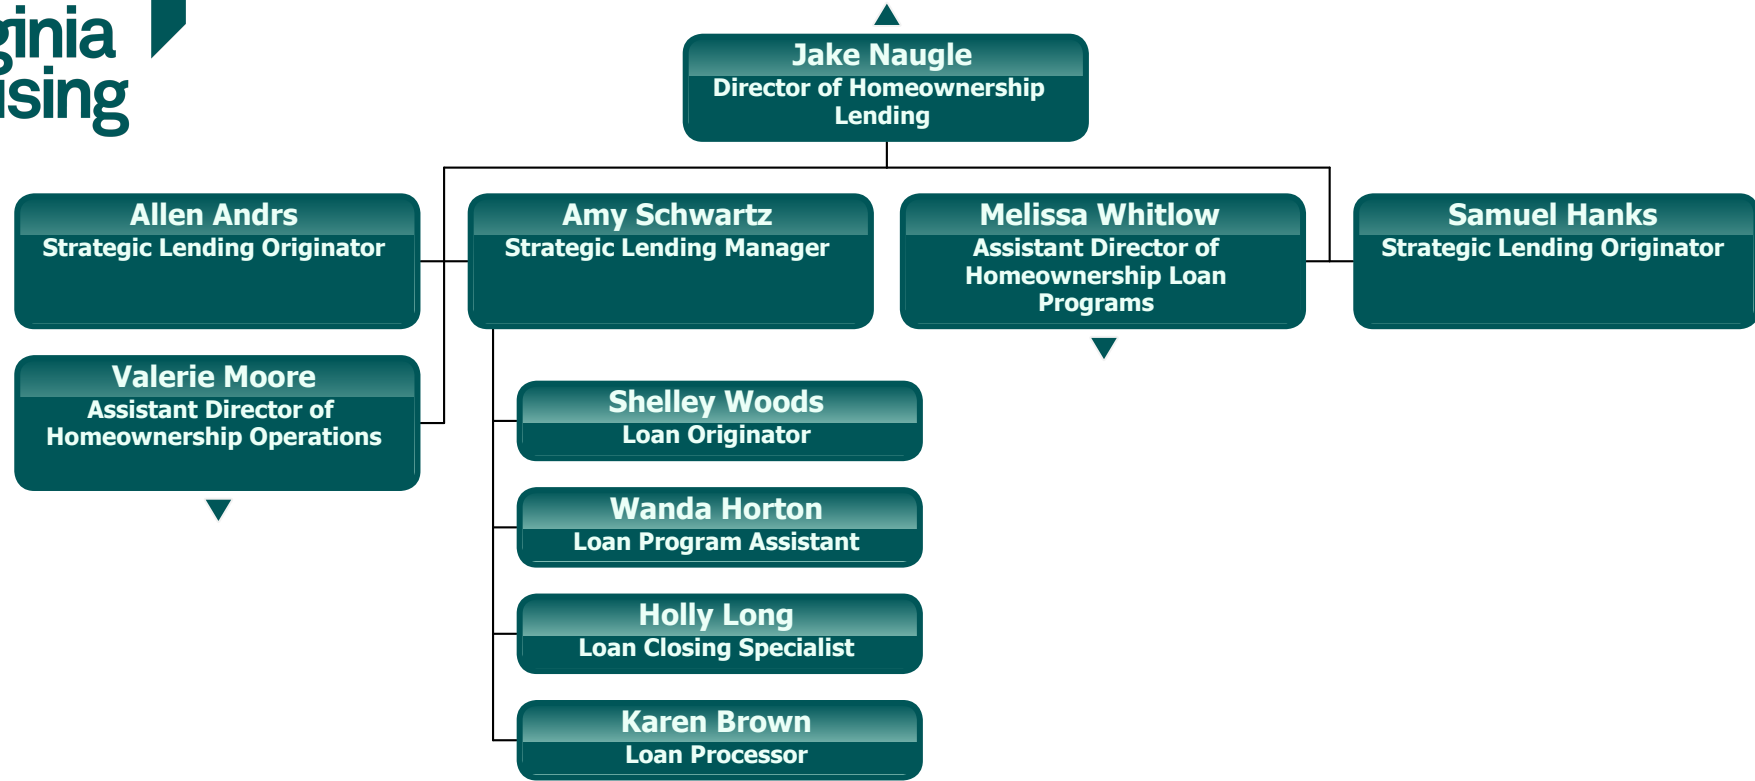 ginia
ising
Jake Naugle
Director of Homeownership
Lending
Allen Andrs
Strategic Lending Originator
Amy Schwartz
Strategic Lending Manager
Melissa Whitlow
Assistant Director of
Homeownership Loan
Programs
Samuel Hanks
Strategic Lending Originator
Valerie Moore
Assistant Director of
Homeownership Operations
Shelley Woods
Loan Originator
Wanda Horton
Loan Program Assistant
Holly Long
Loan Closing Specialist
Karen Brown
Loan Processor